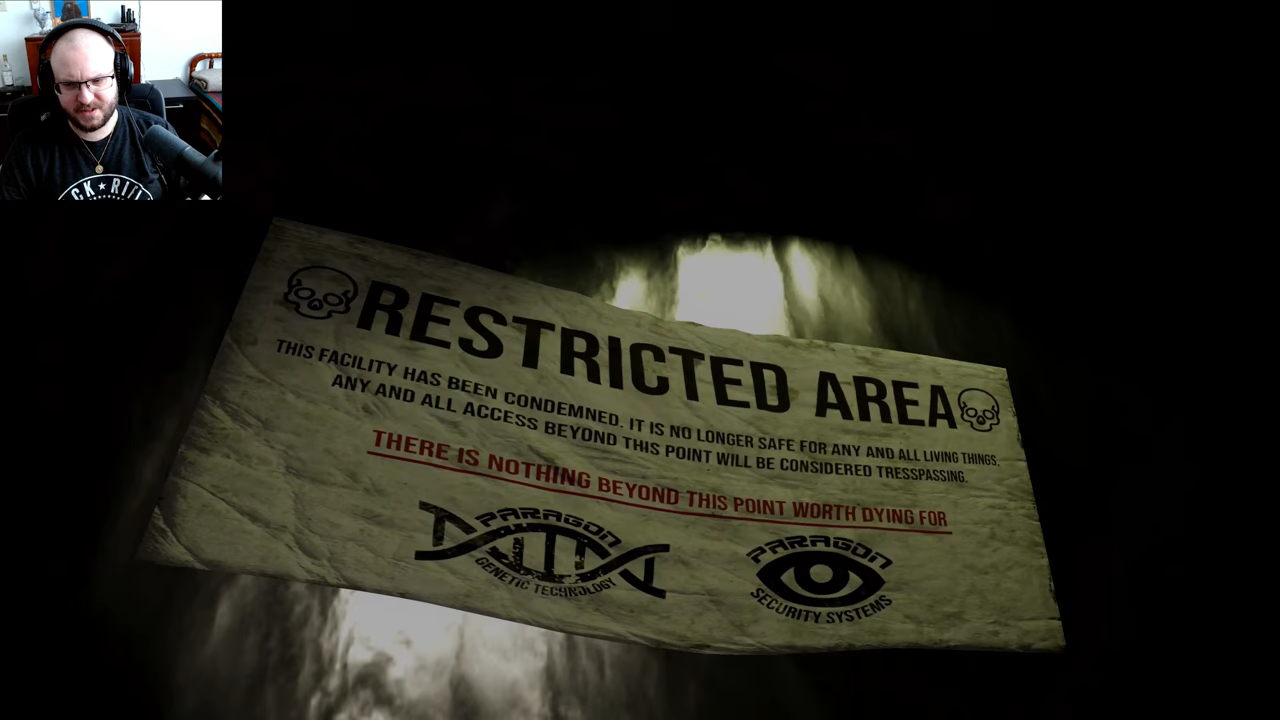 CK ★ RI
RESTRICTED AREA
THIS FACILITY HAS BEEN CONDEMNED. IT IS NO LONGER SAFE FOR ANY AND ALL LIVING THINGS.
ANY AND ALL ACCESS BEYOND THIS POINT WILL BE CONSIDERED TRESSPASSING.
THERE IS NOTHING BEYOND THIS POINT WORTH DYING FOR
PARAGON
GENETIC TECHNOLOGY
PARAGON
SECURITY SYSTEMS